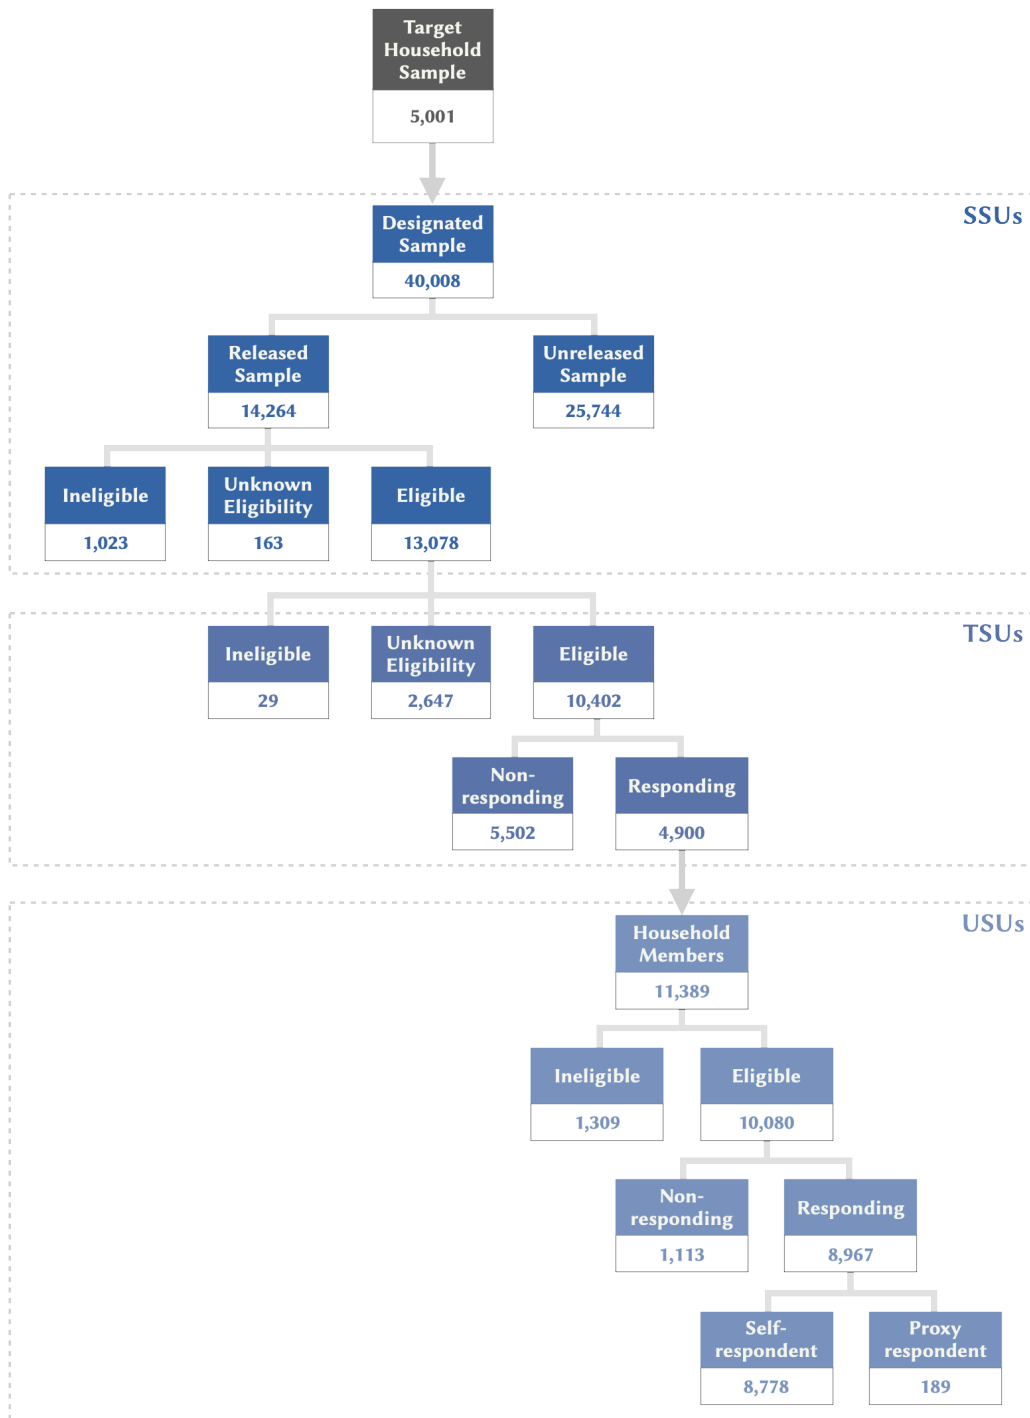 Target
Household
Sample
5,001
SSUs
Designated
Sample
40,008
Released
Sample
14,264
Unreleased
Sample
25,744
Ineligible
1,023
Unknown
Eligibility
163
Eligible
13,078
TSUs
Ineligible
29
Unknown
Eligibility
2,647
Eligible
10,402
Non-
responding
5,502
Responding
4,900
USUs
Household
Members
11,389
Ineligible
1,309
Eligible
10,080
Non-
responding
1,113
Responding
8,967
Self-
respondent
8,778
Proxy
respondent
189